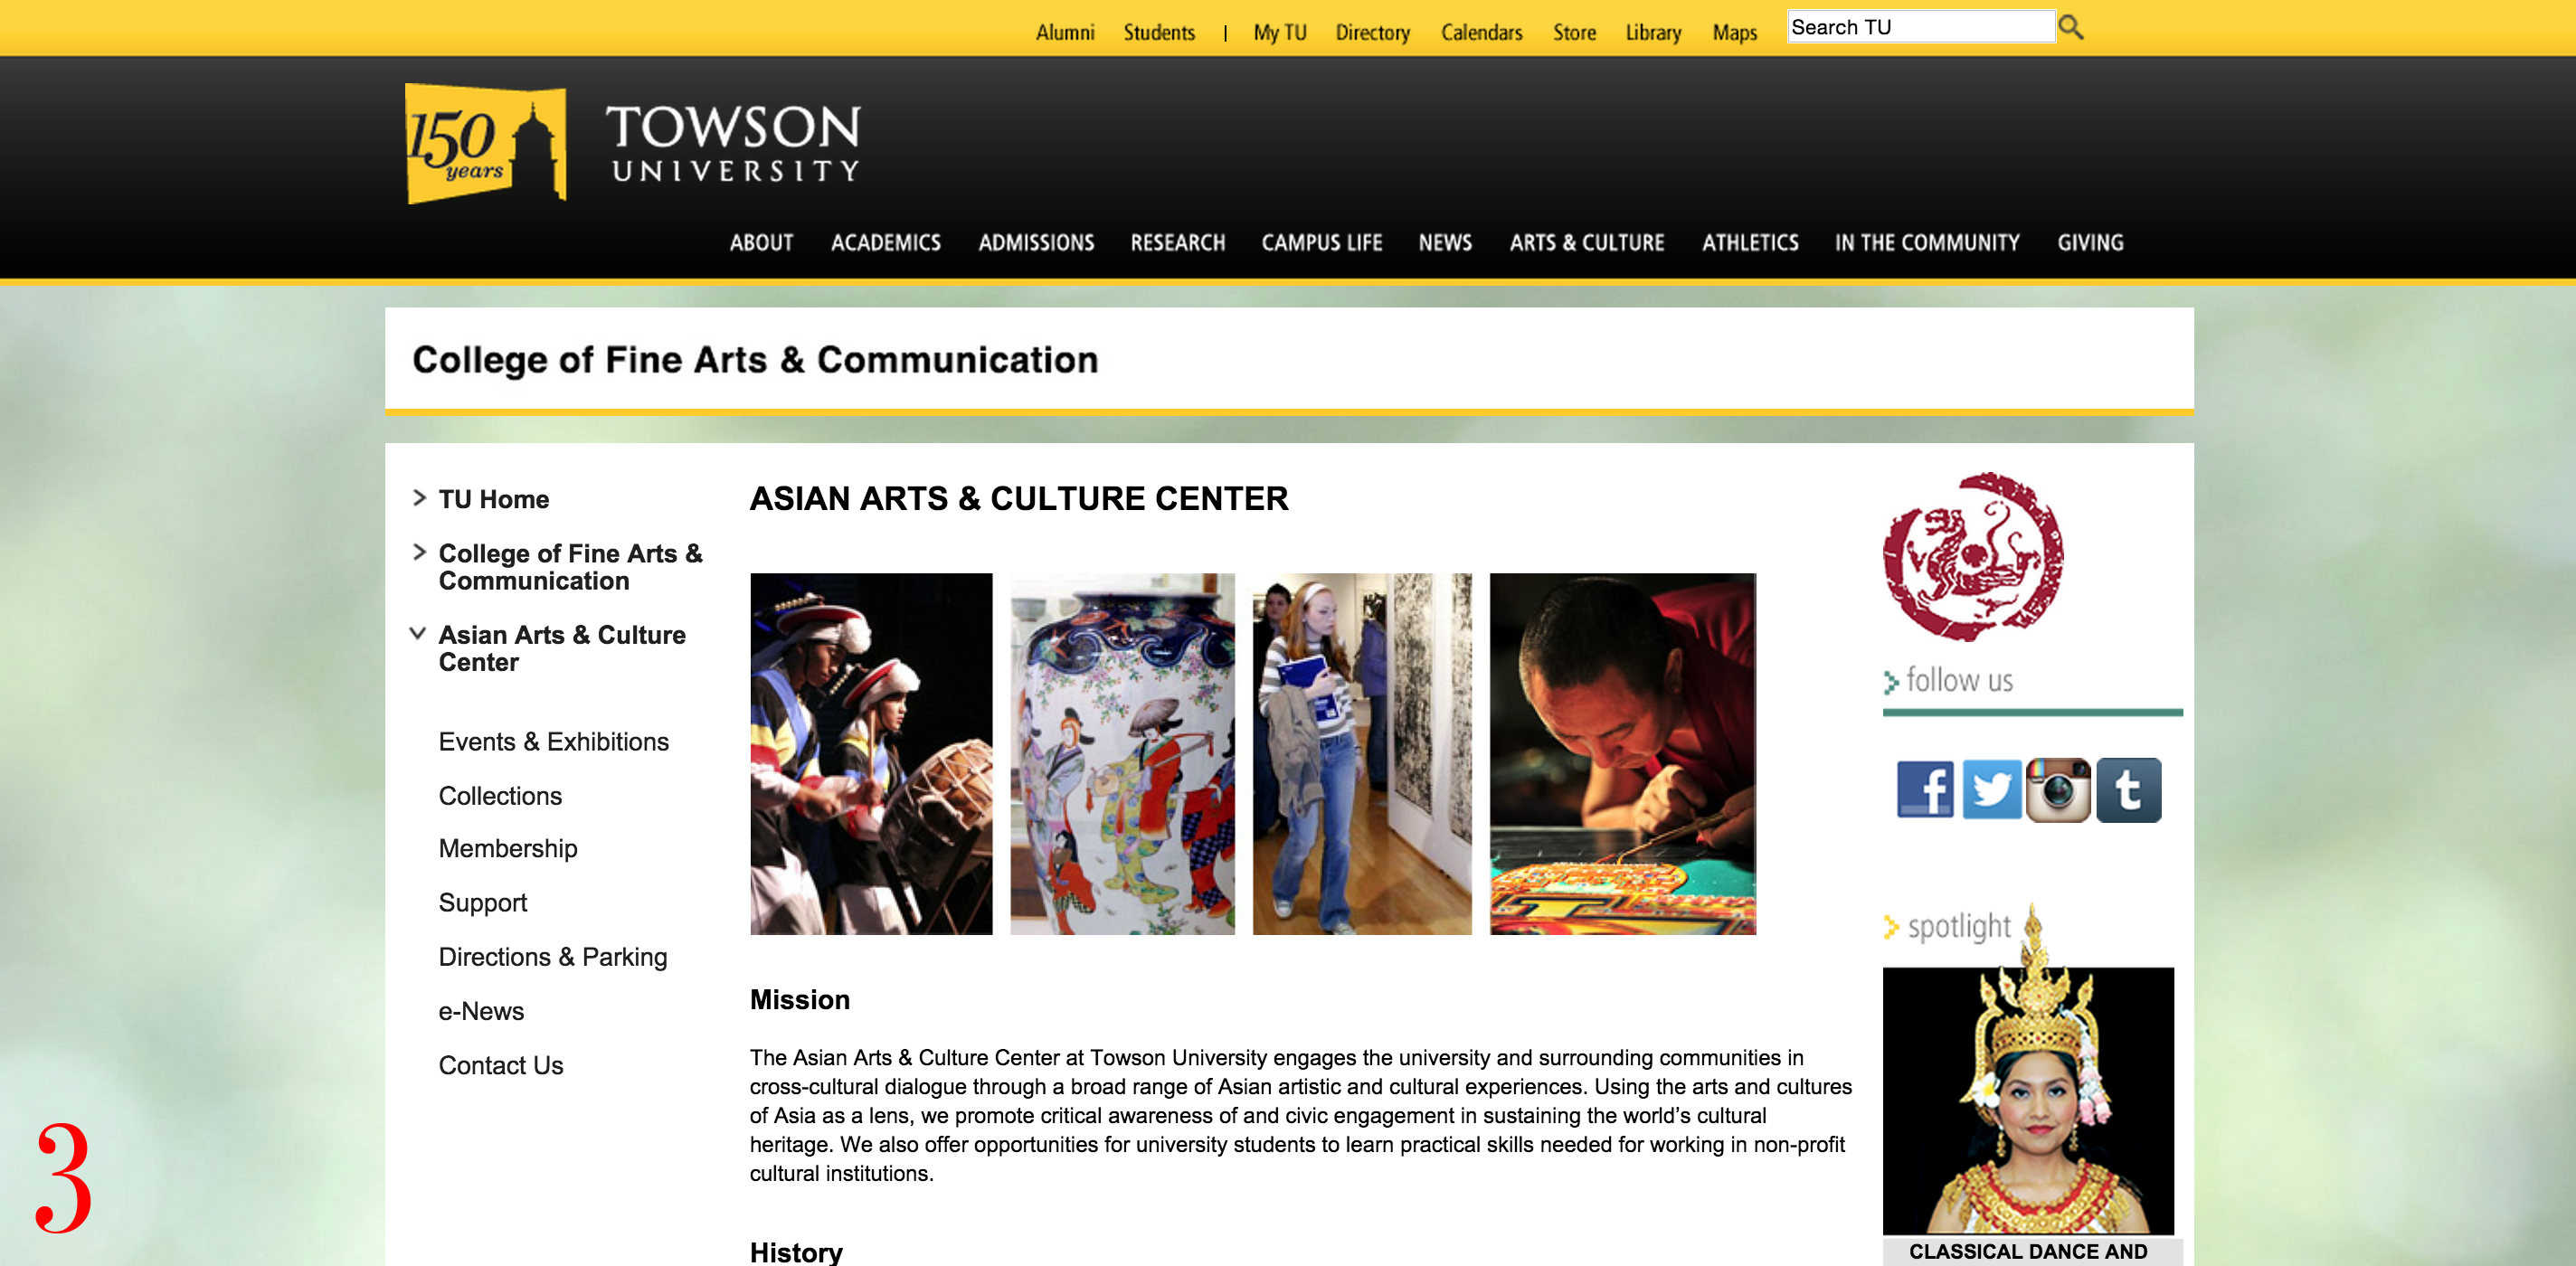 Alumni Students | My TU Directory Calendars Store Library Maps Search TU
150 years
TOWSON
UNIVERSITY
ABOUT ACADEMICS ADMISSIONS RESEARCH CAMPUS LIFE NEWS ARTS & CULTURE ATHLETICS IN THE COMMUNITY GIVING
College of Fine Arts & Communication
TU Home
College of Fine Arts &
Communication
Asian Arts & Culture
Center
Events & Exhibitions
Collections
Membership
Support
Directions & Parking
e-News
Contact Us
3
ASIAN ARTS & CULTURE CENTER
Mission
The Asian Arts & Culture Center at Towson University engages the university and surrounding communities in
cross-cultural dialogue through a broad range of Asian artistic and cultural experiences. Using the arts and cultures
of Asia as a lens, we promote critical awareness of and civic engagement in sustaining the world’s cultural
heritage. We also offer opportunities for university students to learn practical skills needed for working in non-profit
cultural institutions.
History
follow us
f t
spotlight
CLASSICAL DANCE AND